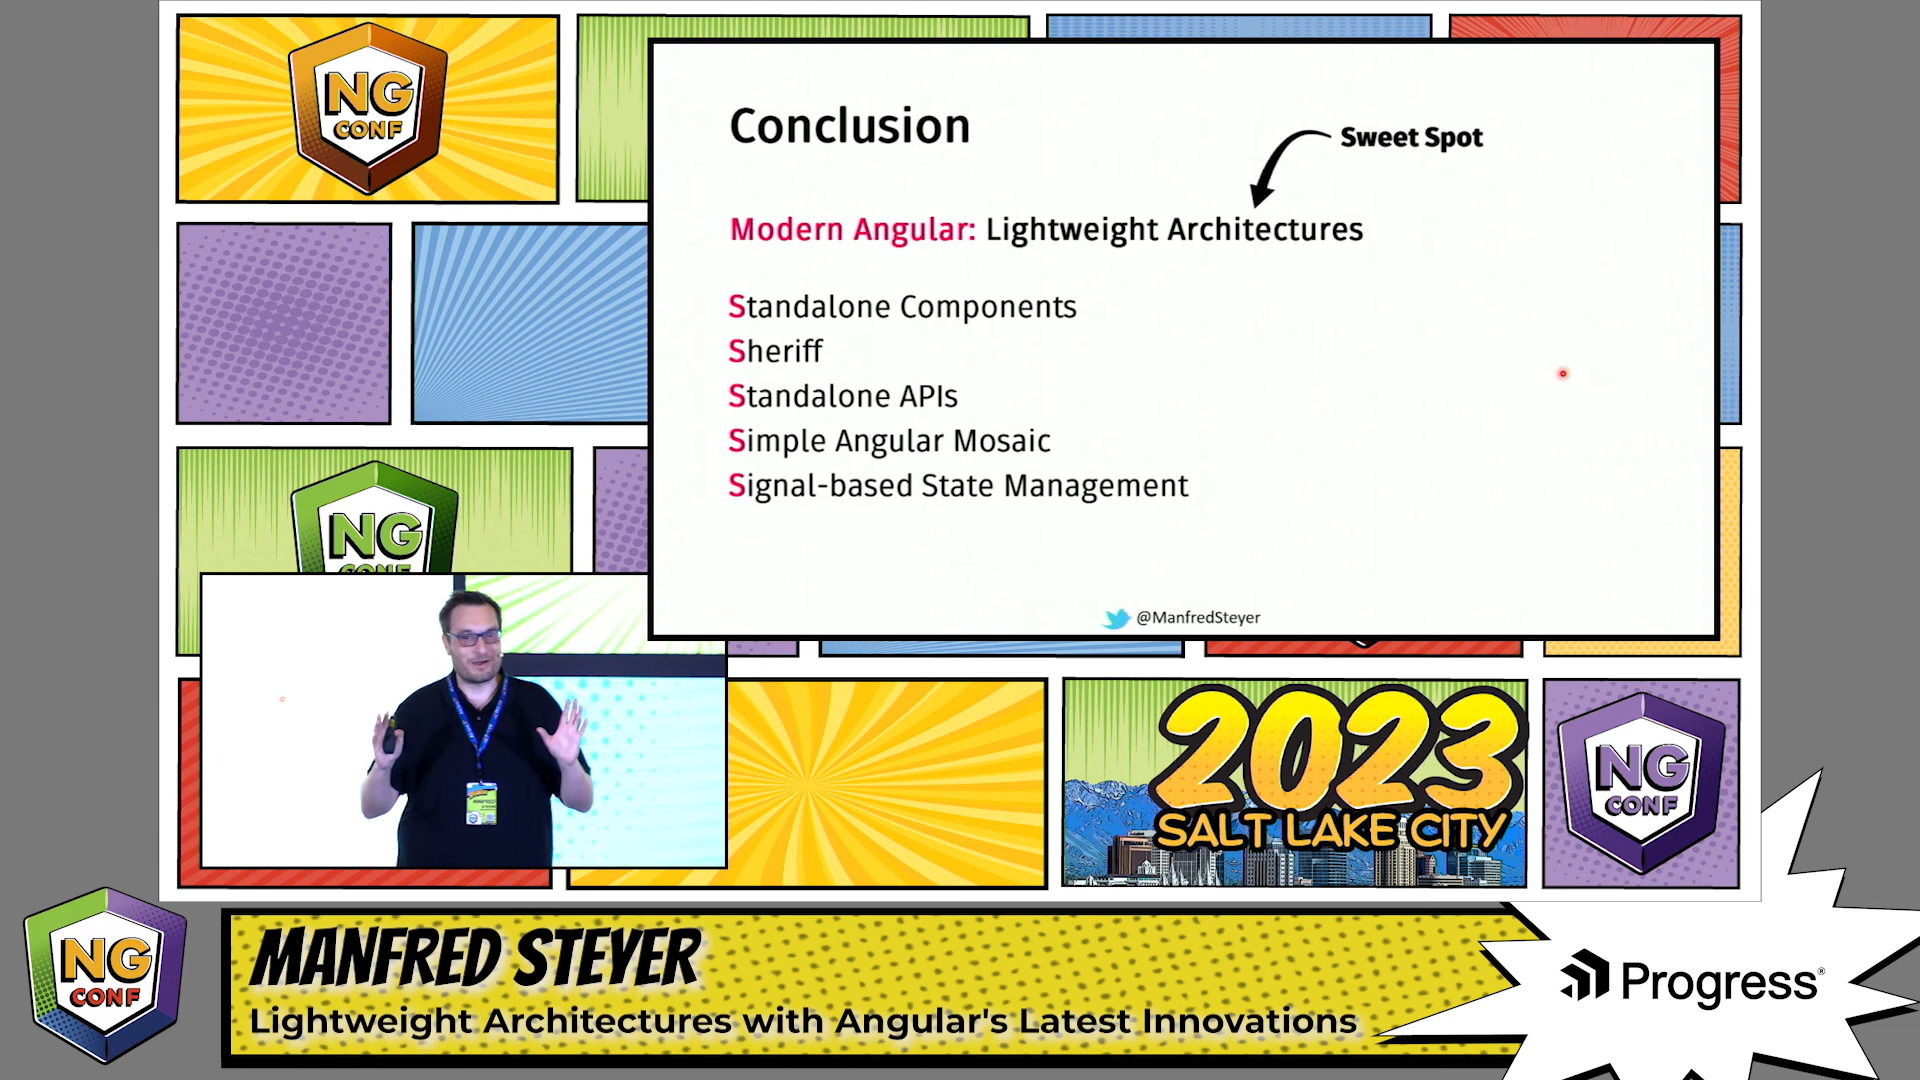 NG
CONF
Conclusion
Sweet Spot
Modern Angular: Lightweight Architectures
Standalone Components
Sheriff
Standalone APIs
Simple Angular Mosaic
Signal-based State Management
@ManfredSteyer
NG
CONF
2023
SALT LAKE CITY
NG
CONF
NG
CONF
MANFRED STEYER
Lightweight Architectures with Angular's Latest Innovations
Progress®